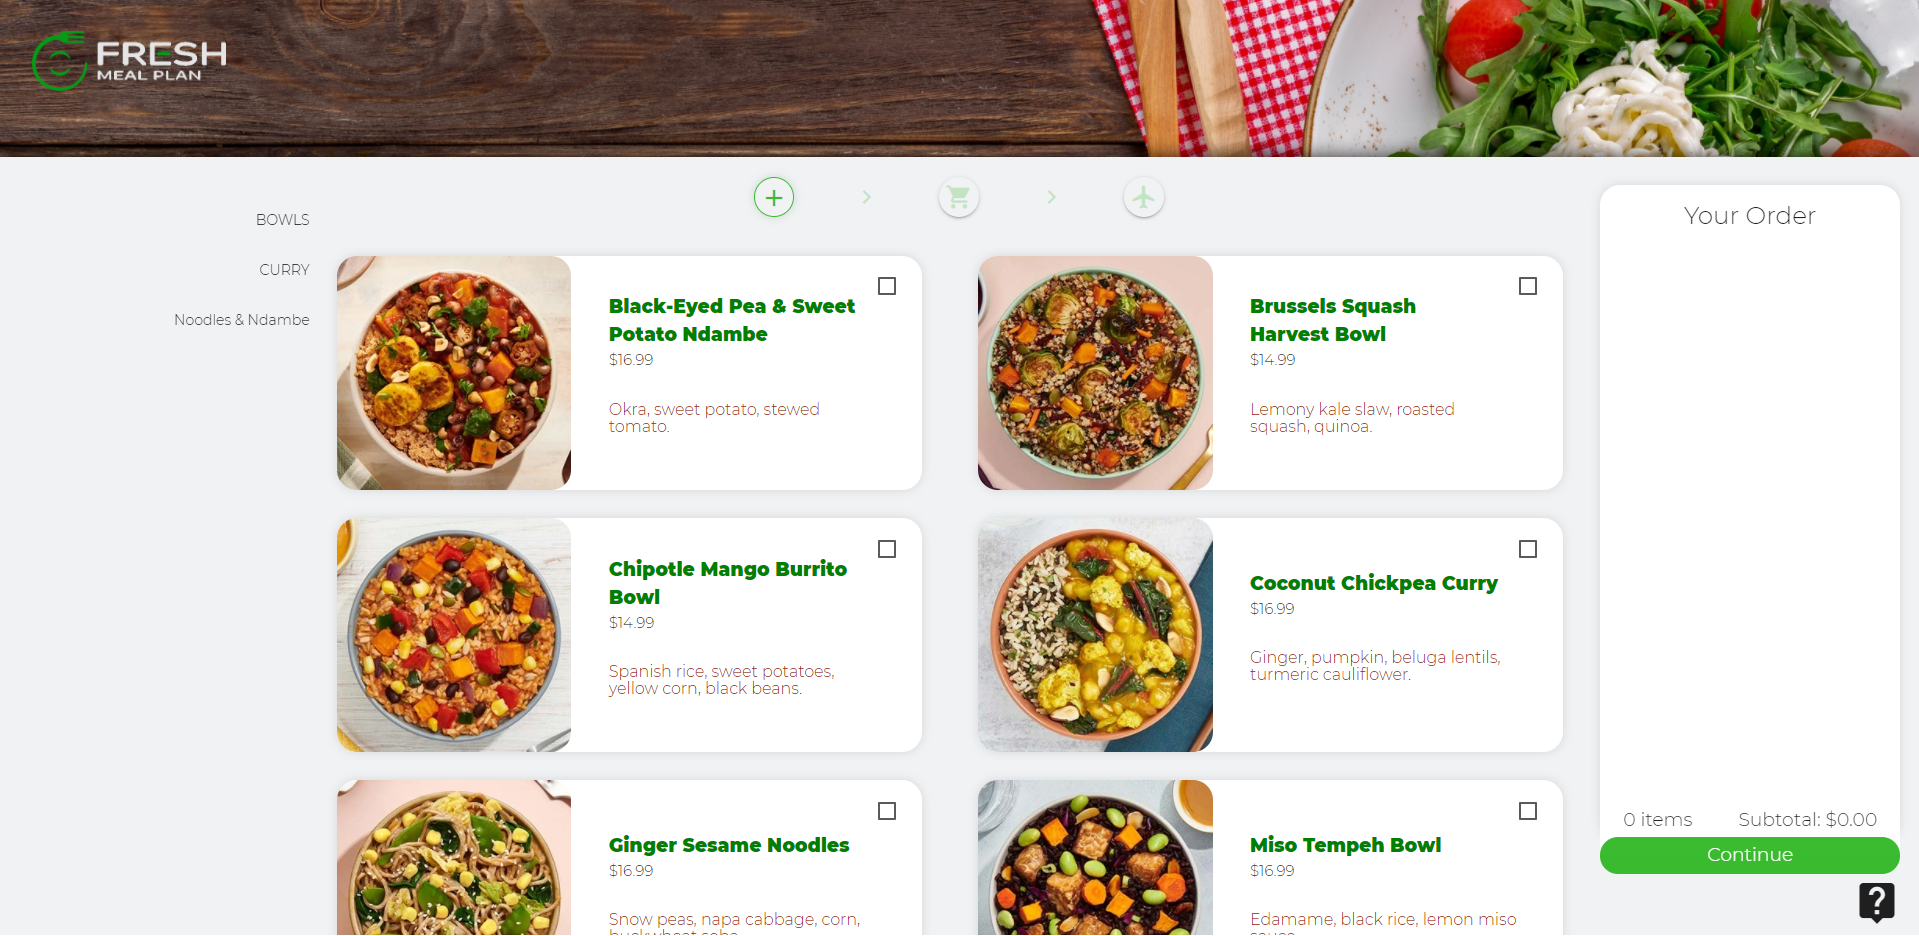 FRESH
MEAL PLAN
BOWLS
CURRY
Noodles & Ndambe
Black-Eyed Pea & Sweet
Potato Ndambe
$16.99
Okra, sweet potato, stewed
tomato.
Brussels Squash
Harvest Bowl
$14.99
Lemony kale slaw, roasted
squash, quinoa.
Chipotle Mango Burrito
Bowl
$14.99
Spanish rice, sweet potatoes,
yellow corn, black beans.
Coconut Chickpea Curry
$16.99
Ginger, pumpkin, beluga lentils,
turmeric cauliflower.
Ginger Sesame Noodles
$16.99
Snow peas, napa cabbage, corn,
buckwheat soba
Miso Tempeh Bowl
$16.99
Edamame, black rice, lemon miso
Your Order
0 items Subtotal: $0.00
Continue
?